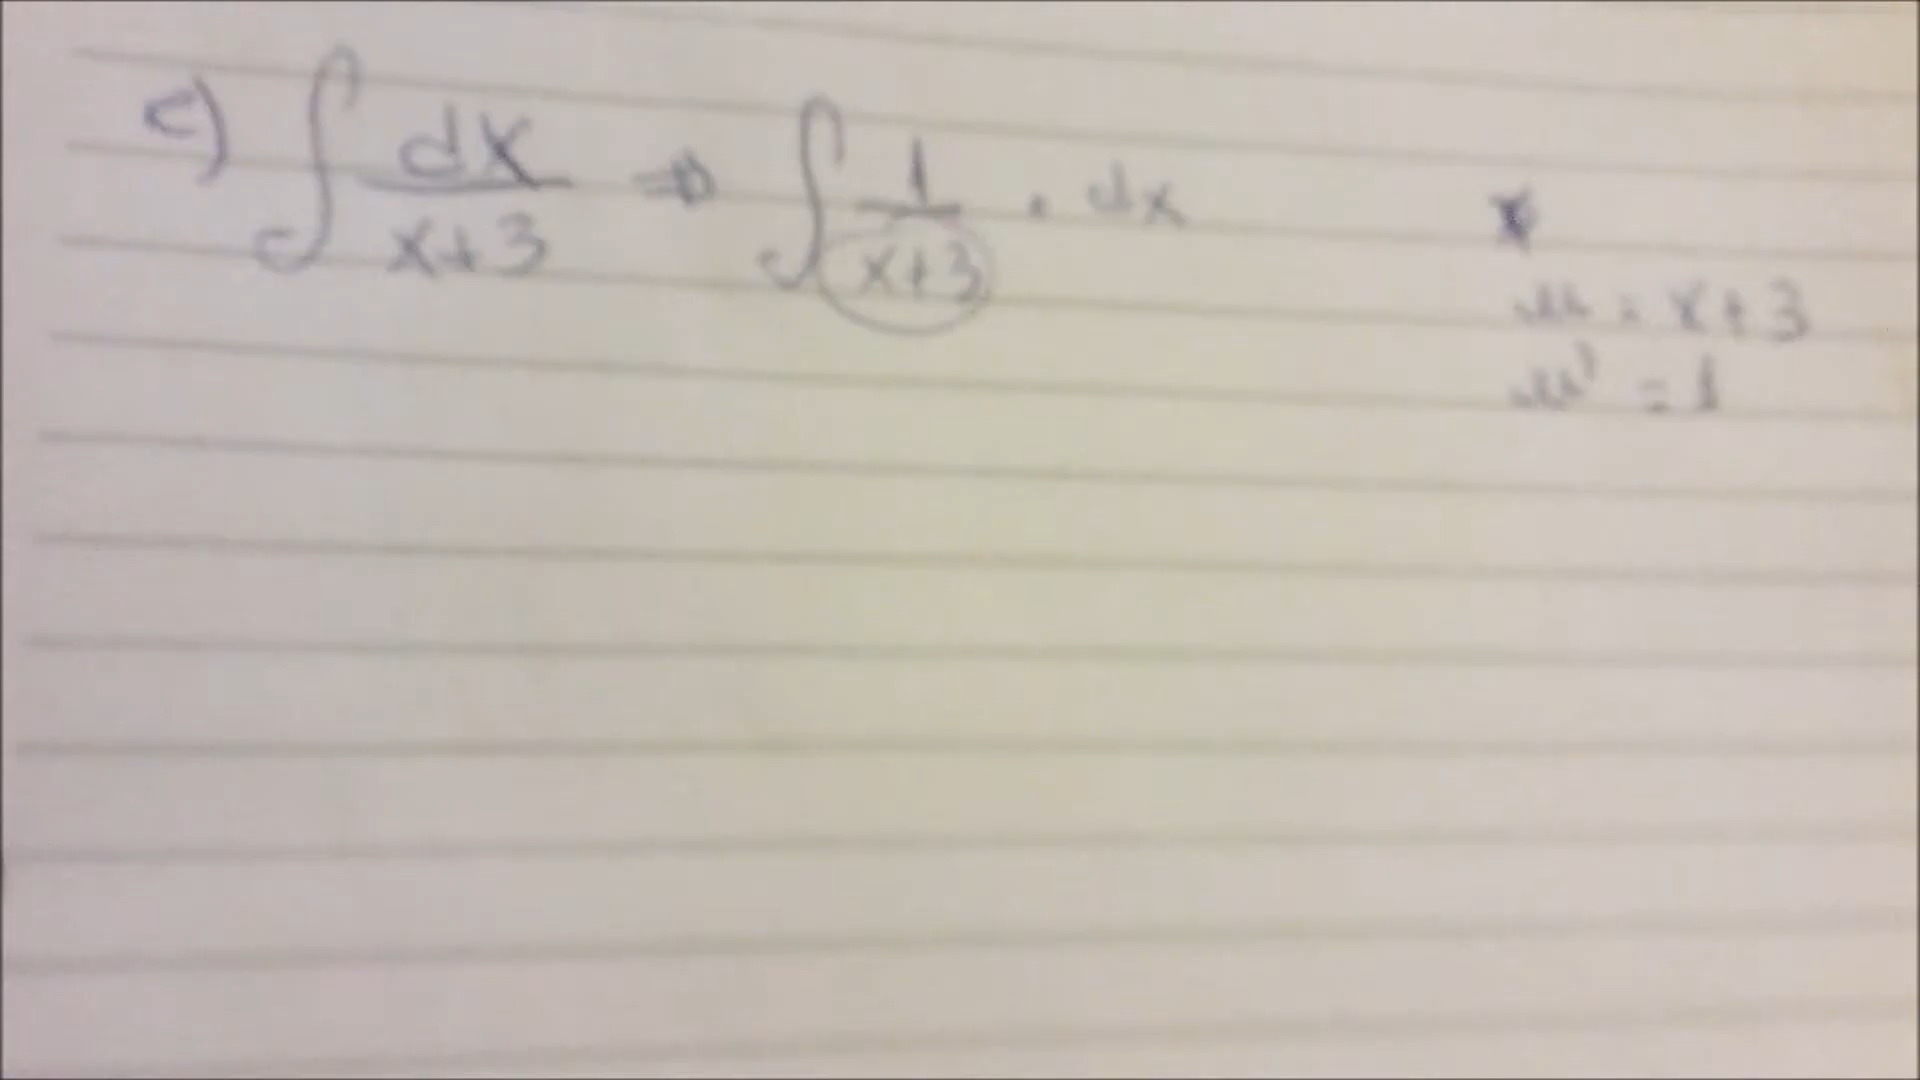 c) ∫ dx/(x+3) ⇒ ∫ 1/(x+3) · dx
*
u = x+3
u' = 1